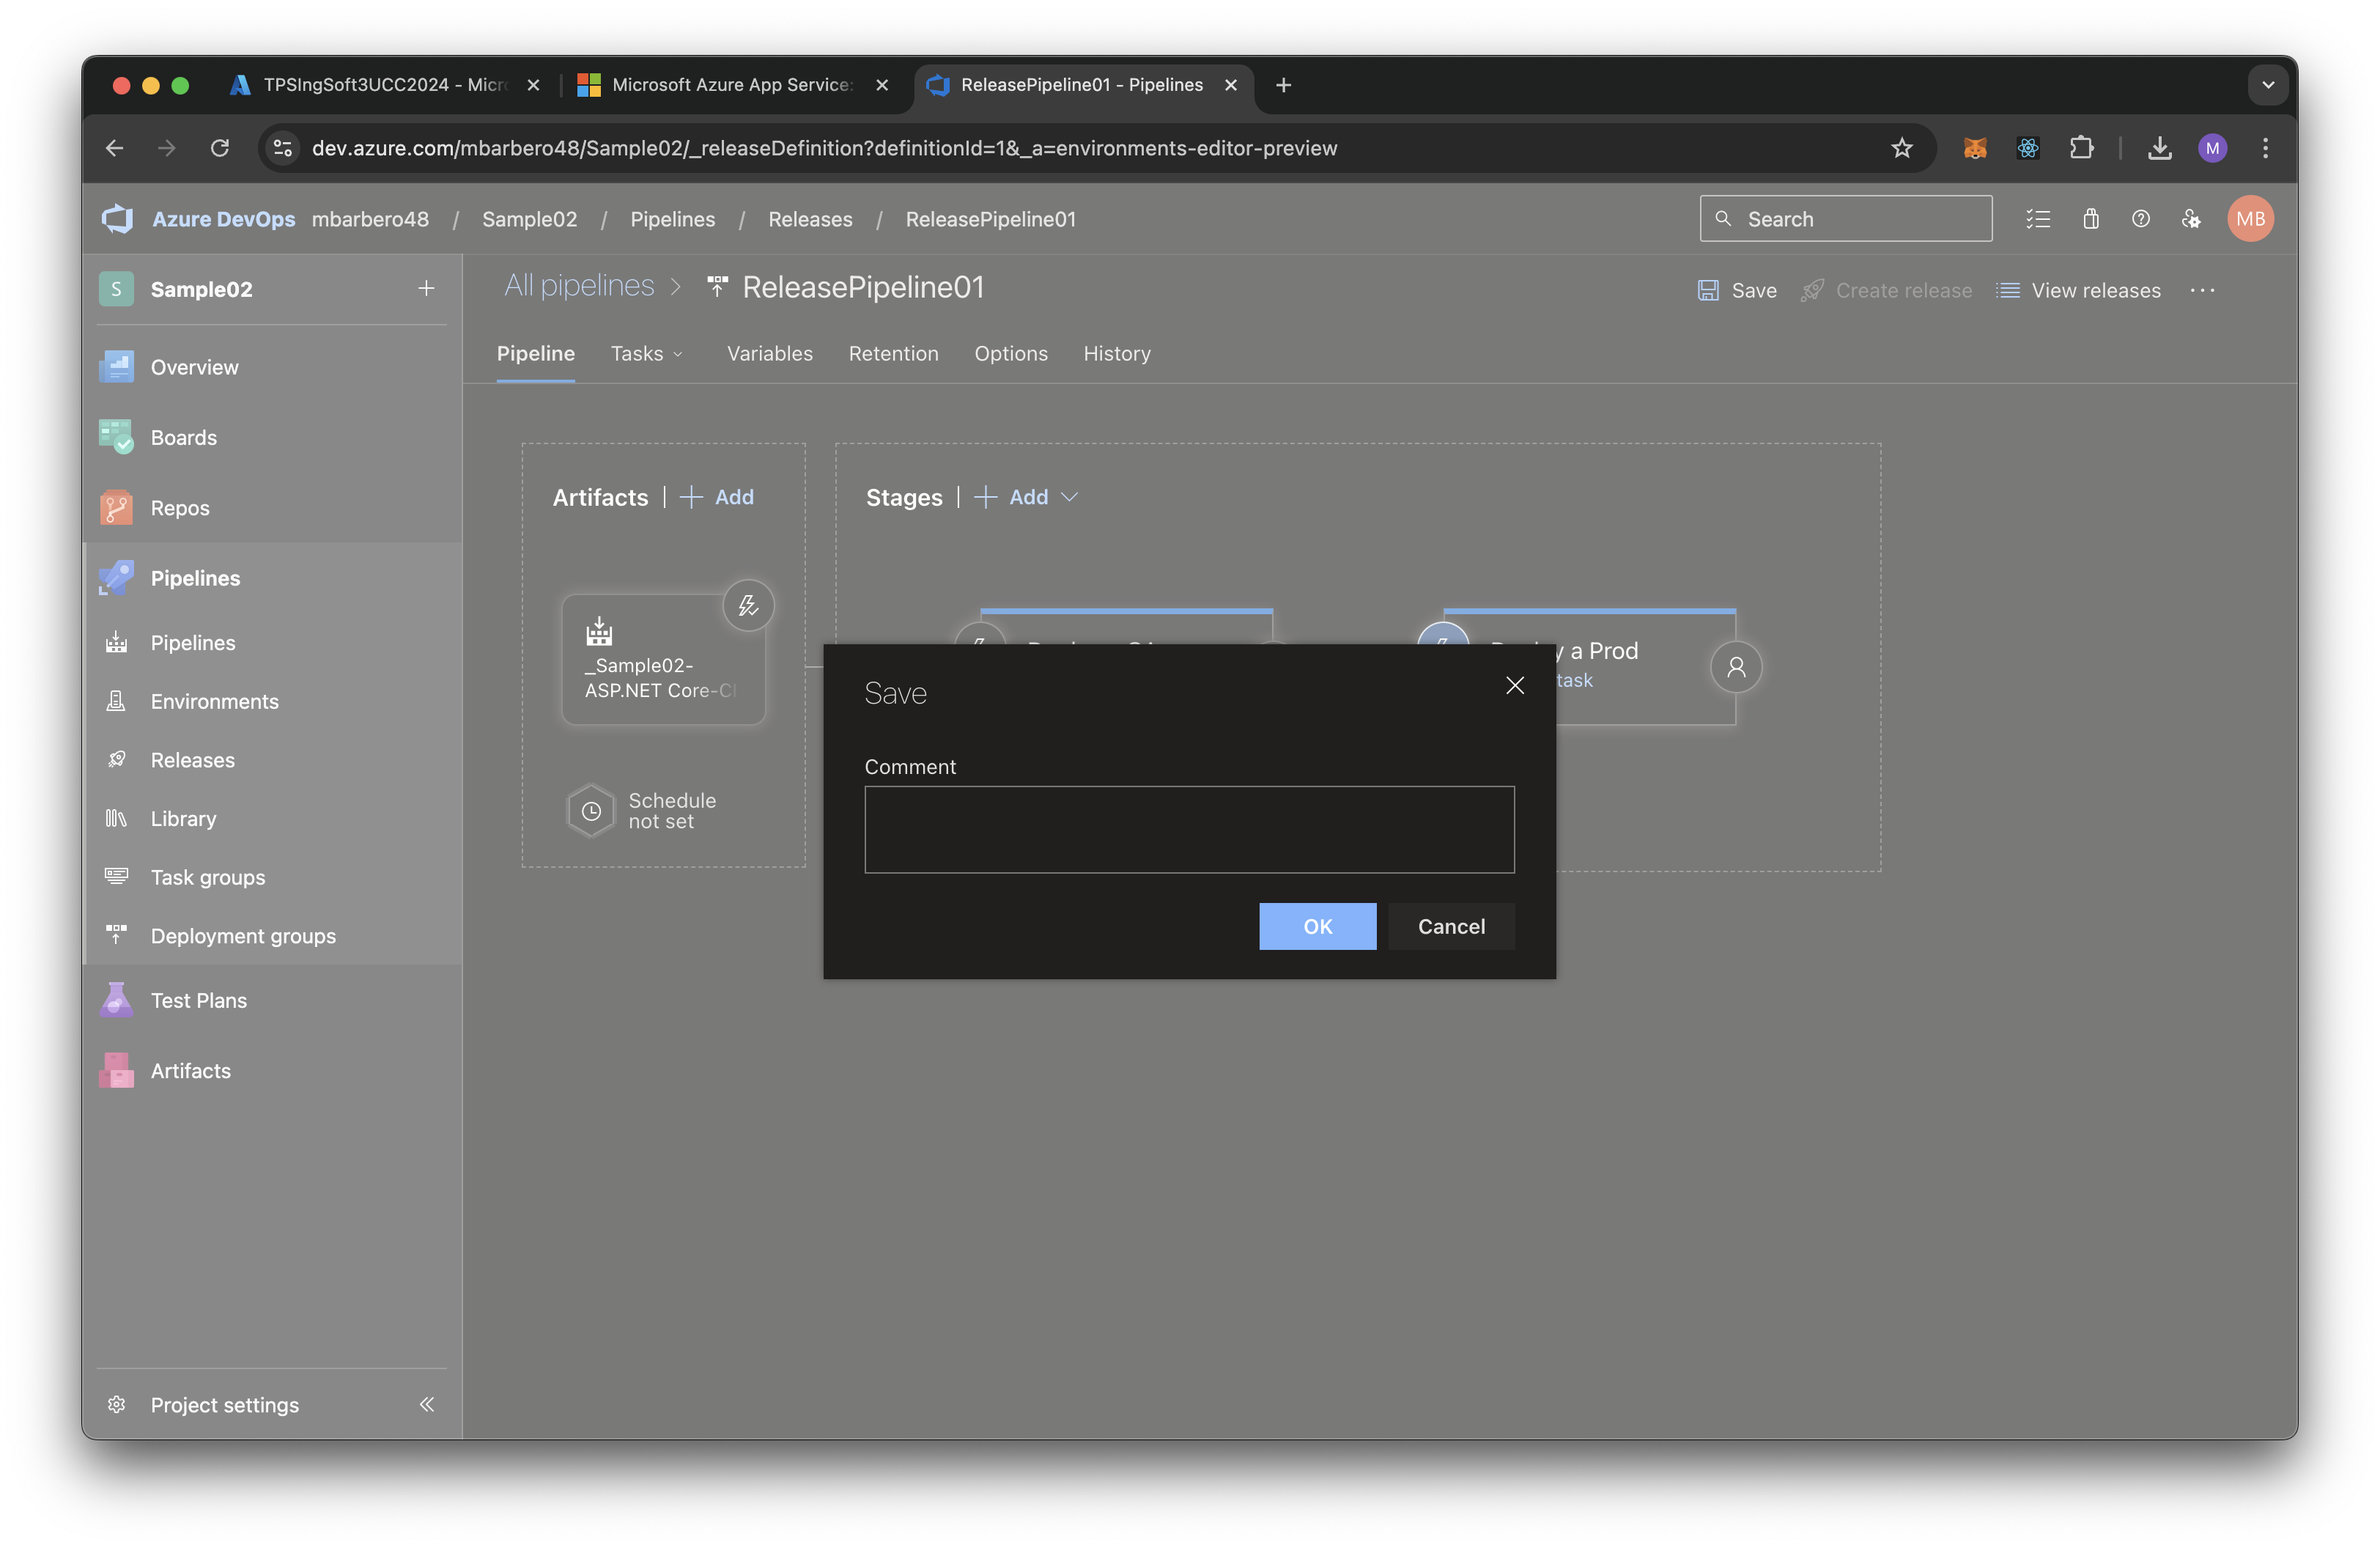 TPSIngSoft3UCC2024 - Micr
Microsoft Azure App Service:
ReleasePipeline01 - Pipelines
dev.azure.com/mbarbero48/Sample02/_releaseDefinition?definitionId=1&_a=environments-editor-preview
M
Azure DevOps mbarbero48 / Sample02 / Pipelines / Releases / ReleasePipeline01
Search
MB
S Sample02
Overview
Boards
Repos
Pipelines
Pipelines
Environments
Releases
Library
Task groups
Deployment groups
Test Plans
Artifacts
Project settings
All pipelines > ReleasePipeline01
Save
Create release
View releases
Pipeline Tasks Variables Retention Options History
Artifacts | + Add
_Sample02-
ASP.NET Core-CI
Schedule
not set
Stages | + Add
a Prod
task
Save
Comment
OK
Cancel